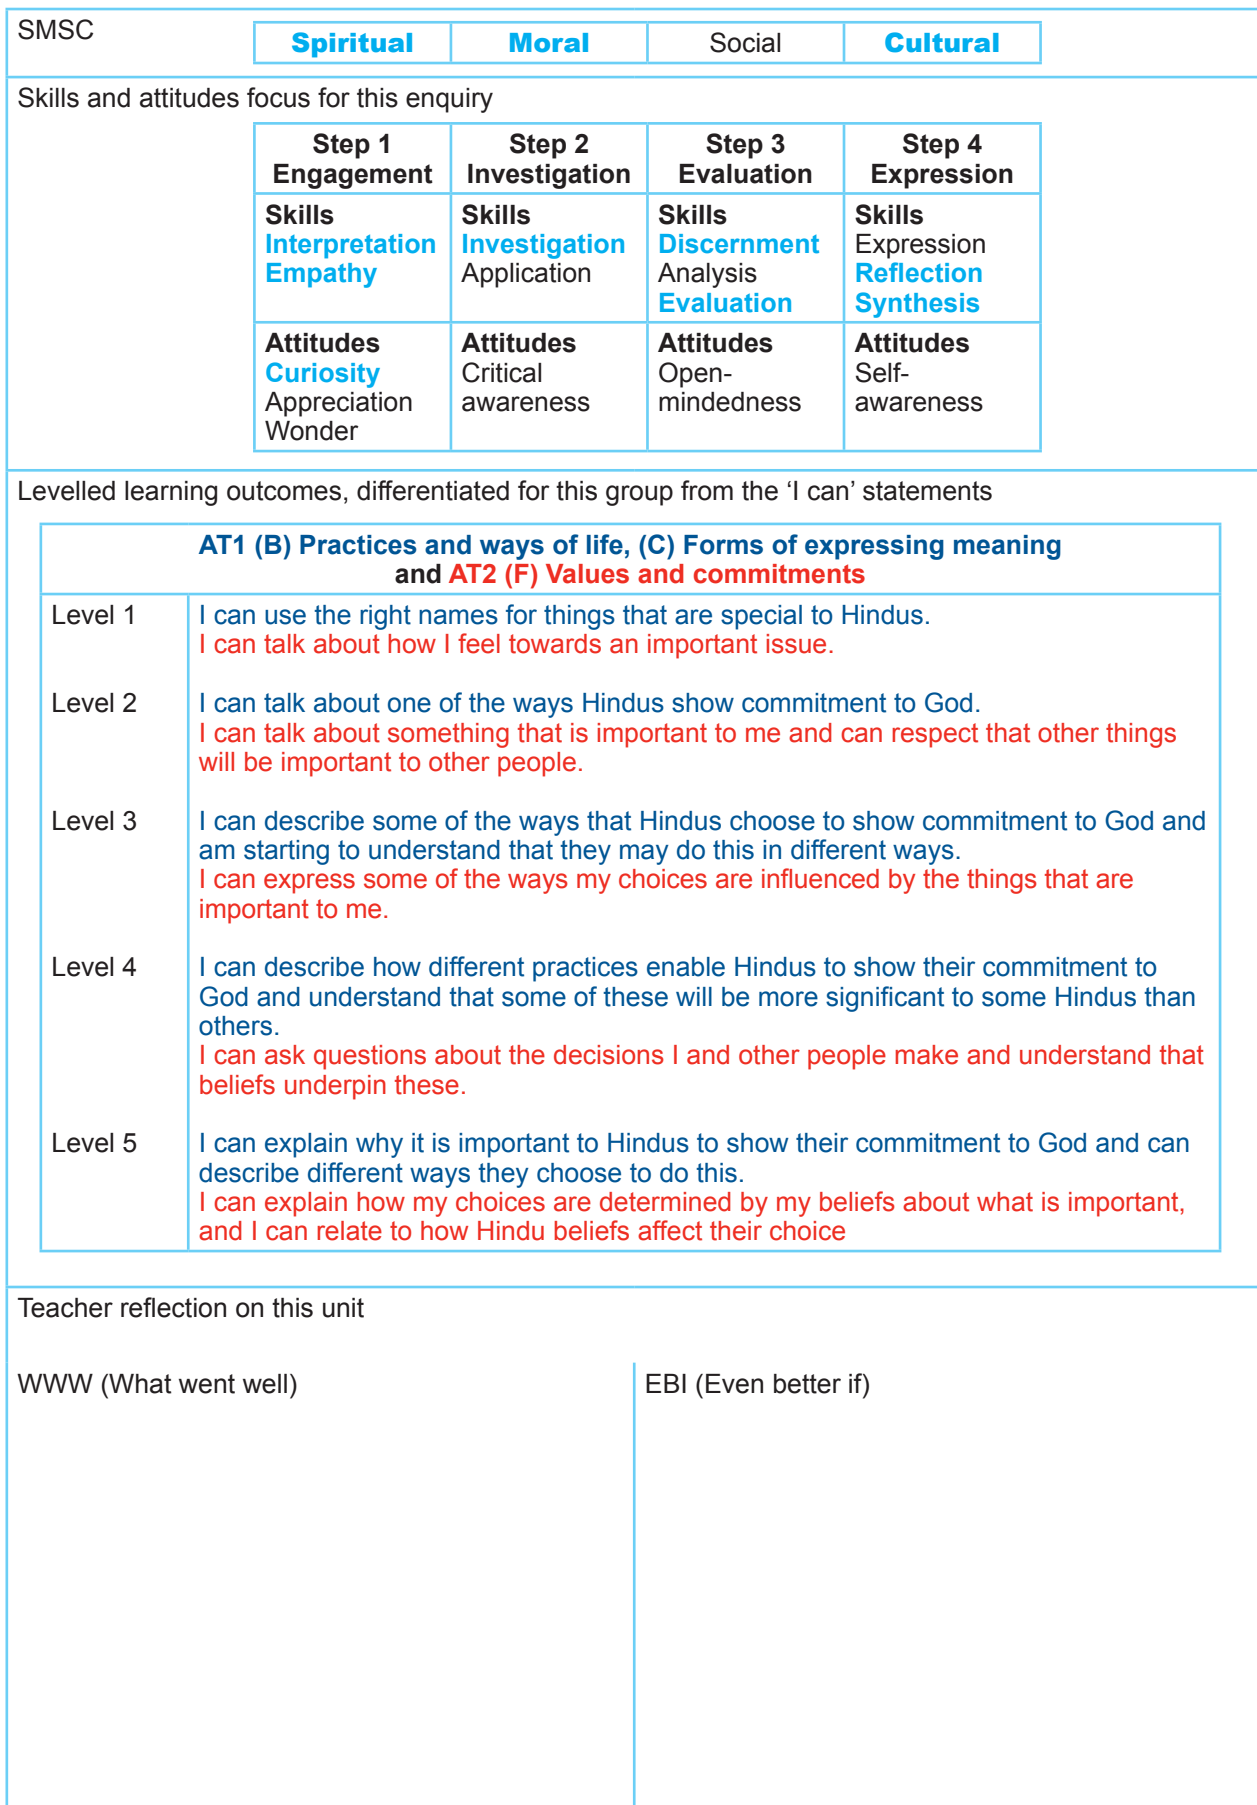 SMSC
Spiritual Moral Social Cultural
Skills and attitudes focus for this enquiry
Step 1 Step 2 Step 3 Step 4
Engagement Investigation Evaluation Expression
Skills Skills Skills Skills
Interpretation Investigation Discernment Expression
Empathy Application Analysis Reflection
Evaluation Synthesis
Attitudes Attitudes Attitudes Attitudes
Curiosity Critical Open- Self-
Appreciation awareness mindedness awareness
Wonder
Levelled learning outcomes, differentiated for this group from the ‘I can’ statements
AT1 (B) Practices and ways of life, (C) Forms of expressing meaning
and AT2 (F) Values and commitments
Level 1 I can use the right names for things that are special to Hindus.
I can talk about how I feel towards an important issue.
Level 2 I can talk about one of the ways Hindus show commitment to God.
I can talk about something that is important to me and can respect that other things
will be important to other people.
Level 3 I can describe some of the ways that Hindus choose to show commitment to God and
am starting to understand that they may do this in different ways.
I can express some of the ways my choices are influenced by the things that are
important to me.
Level 4 I can describe how different practices enable Hindus to show their commitment to
God and understand that some of these will be more significant to some Hindus than
others.
I can ask questions about the decisions I and other people make and understand that
beliefs underpin these.
Level 5 I can explain why it is important to Hindus to show their commitment to God and can
describe different ways they choose to do this.
I can explain how my choices are determined by my beliefs about what is important,
and I can relate to how Hindu beliefs affect their choice
Teacher reflection on this unit
WWW (What went well) EBI (Even better if)